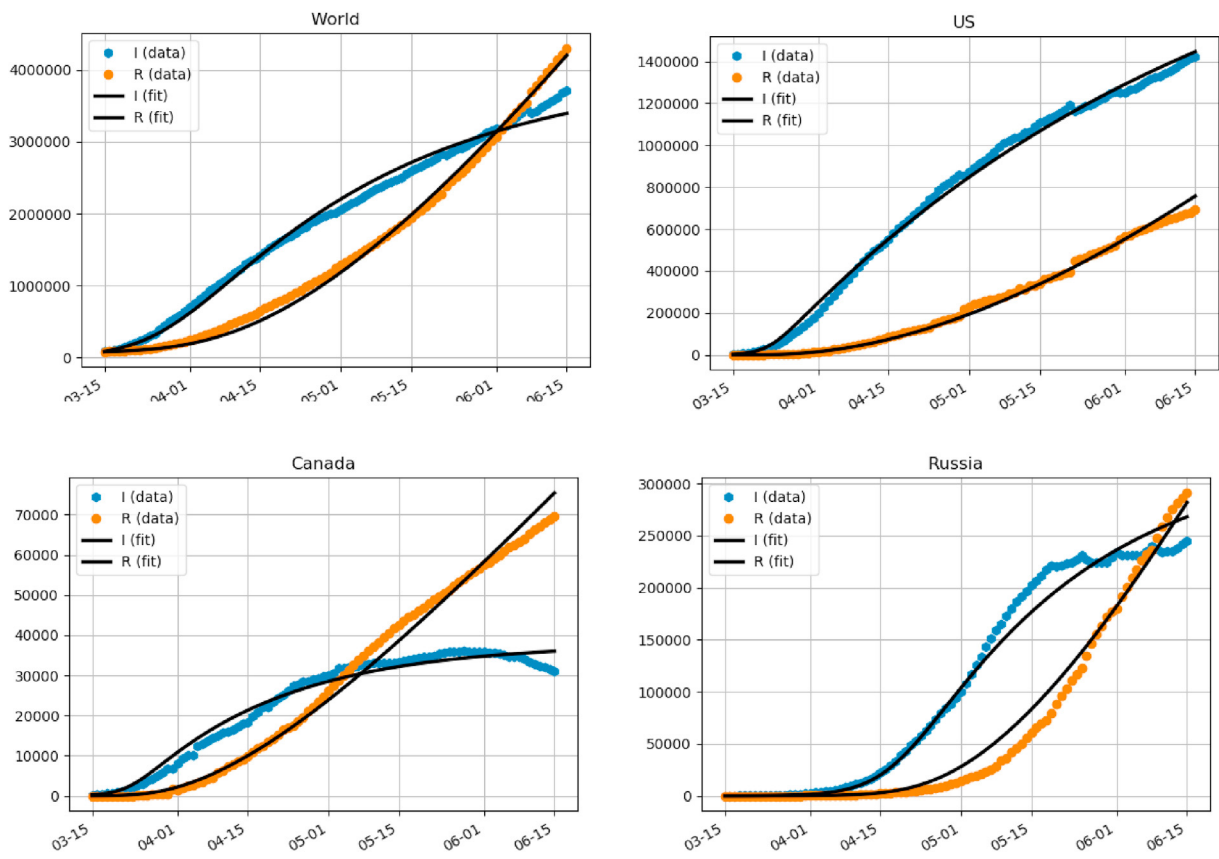 World
I (data)
R (data)
I (fit)
R (fit)
4000000
3000000
2000000
1000000
0
03-15
04-01
04-15
05-01
05-15
06-01
06-15
US
I (data)
R (data)
I (fit)
R (fit)
1400000
1200000
1000000
800000
600000
400000
200000
0
03-15
04-01
04-15
05-01
05-15
06-01
06-15
Canada
I (data)
R (data)
I (fit)
R (fit)
70000
60000
50000
40000
30000
20000
10000
0
03-15
04-01
04-15
05-01
05-15
06-01
06-15
Russia
I (data)
R (data)
I (fit)
R (fit)
300000
250000
200000
150000
100000
50000
0
03-15
04-01
04-15
05-01
05-15
06-01
06-15